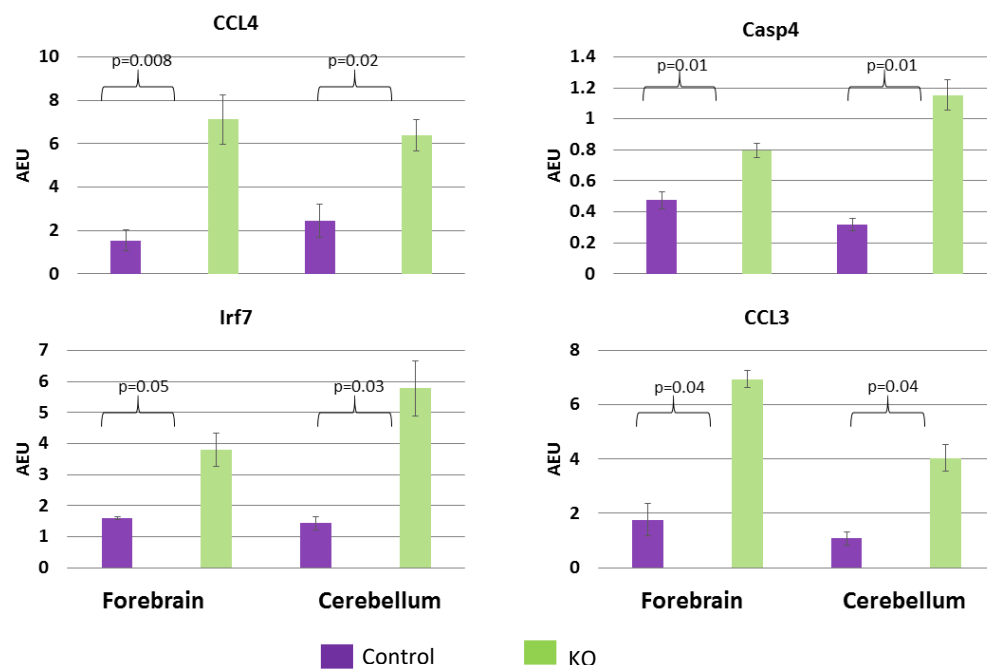 CCL4
10
8
6
4
2
0
AEU
p=0.008
p=0.02
Casp4
1.4
1.2
1
0.8
0.6
0.4
0.2
0
AEU
p=0.01
p=0.01
Irf7
7
6
5
4
3
2
1
0
AEU
p=0.05
p=0.03
Forebrain
Cerebellum
CCL3
8
6
4
2
0
AEU
p=0.04
p=0.04
Forebrain
Cerebellum
Control
KO